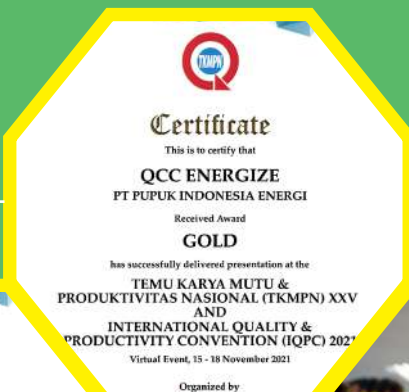 TKMPN
Certificate
This is to certify that
QCC ENERGIZE
PT PUPUK INDONESIA ENERGI
Received Award
GOLD
has successfully delivered presentation at the
TEMU KARYA MUTU &
PRODUKTIVITAS NASIONAL (TKMPN) XXV
AND
INTERNATIONAL QUALITY &
PRODUCTIVITY CONVENTION (IQPC) 2021
Virtual Event, 15 - 18 November 2021
Organized by